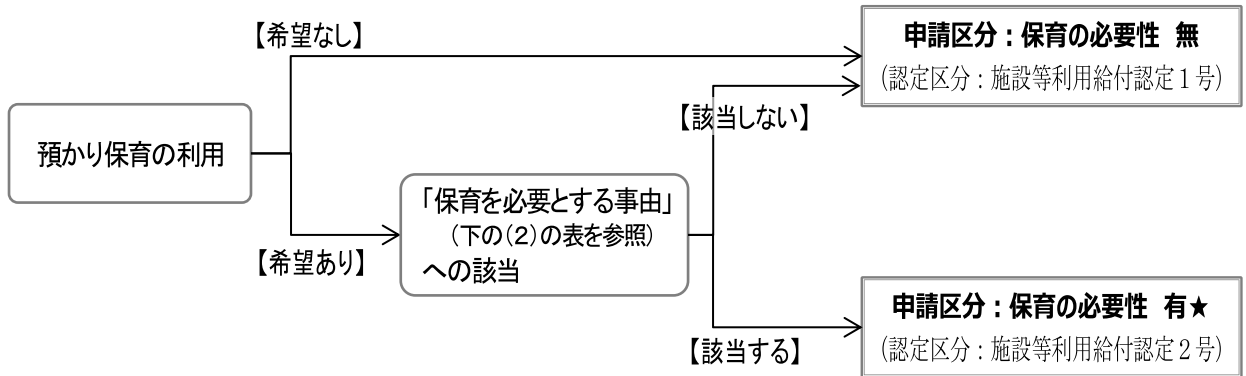 【希望なし】
申請区分：保育の必要性 無
（認定区分：施設等利用給付認定１号）
【該当しない】
預かり保育の利用
「保育を必要とする事由」
（下の（2）の表を参照）
への該当
【希望あり】
申請区分：保育の必要性 有★
（認定区分：施設等利用給付認定２号）
【該当する】